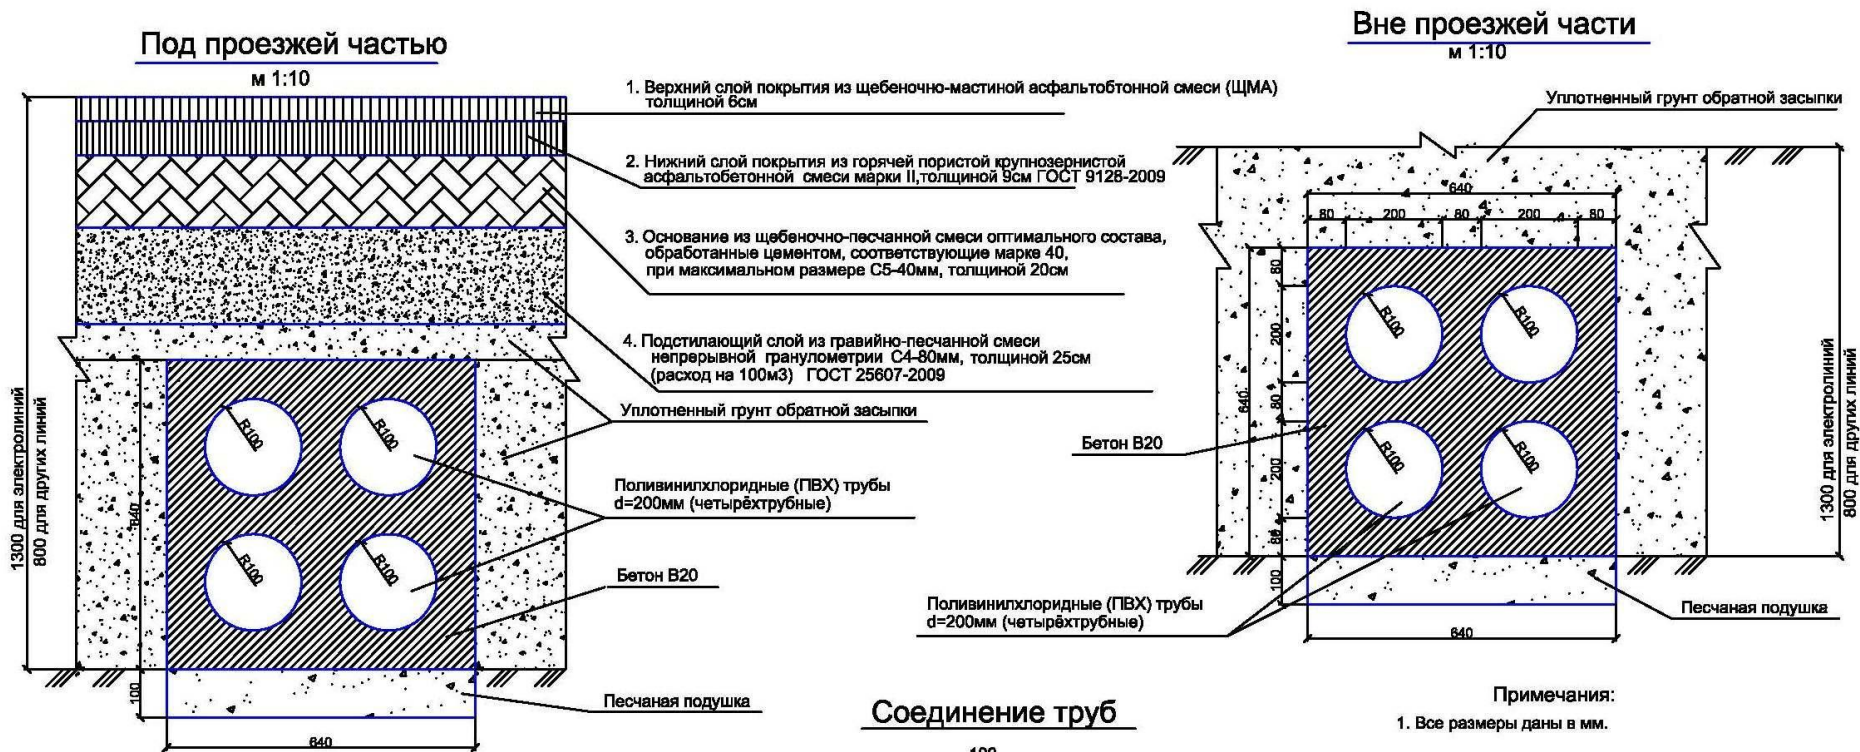 Под проезжей частью
м 1:10
1. Верхний слой покрытия из щебеночно-мастиной асфальтобтонной смеси (ЩМА)
толщиной 6см
2. Нижний слой покрытия из горячей пористой крупнозернистой
асфальтобетонной смеси марки II,толщиной 9см ГОСТ 9128-2009
3. Основание из щебеночно-песчанной смеси оптимального состава,
обработанные цементом, соответствующие марке 40,
при максимальном размере С5-40мм, толщиной 20см
4. Подстилающий слой из гравийно-песчанной смеси
непрерывной гранулометрии С4-80мм, толщиной 25см
(расход на 100м3) ГОСТ 25607-2009
Уплотненный грунт обратной засыпки
Поливинилхлоридные (ПВХ) трубы
d=200мм (четырёхтрубные)
Бетон В20
Песчаная подушка
1300 для электролиний
800 для других линий
640
100
R100
R100
R100
R100
640
Вне проезжей части
м 1:10
Уплотненный грунт обратной засыпки
640
80
200
80
200
80
80
200
80
200
80
100
640
R100
R100
R100
R100
Бетон В20
1300 для электролиний
800 для других линий
Поливинилхлоридные (ПВХ) трубы
d=200мм (четырёхтрубные)
Песчаная подушка
640
Соединение труб
Примечания:
1. Все размеры даны в мм.